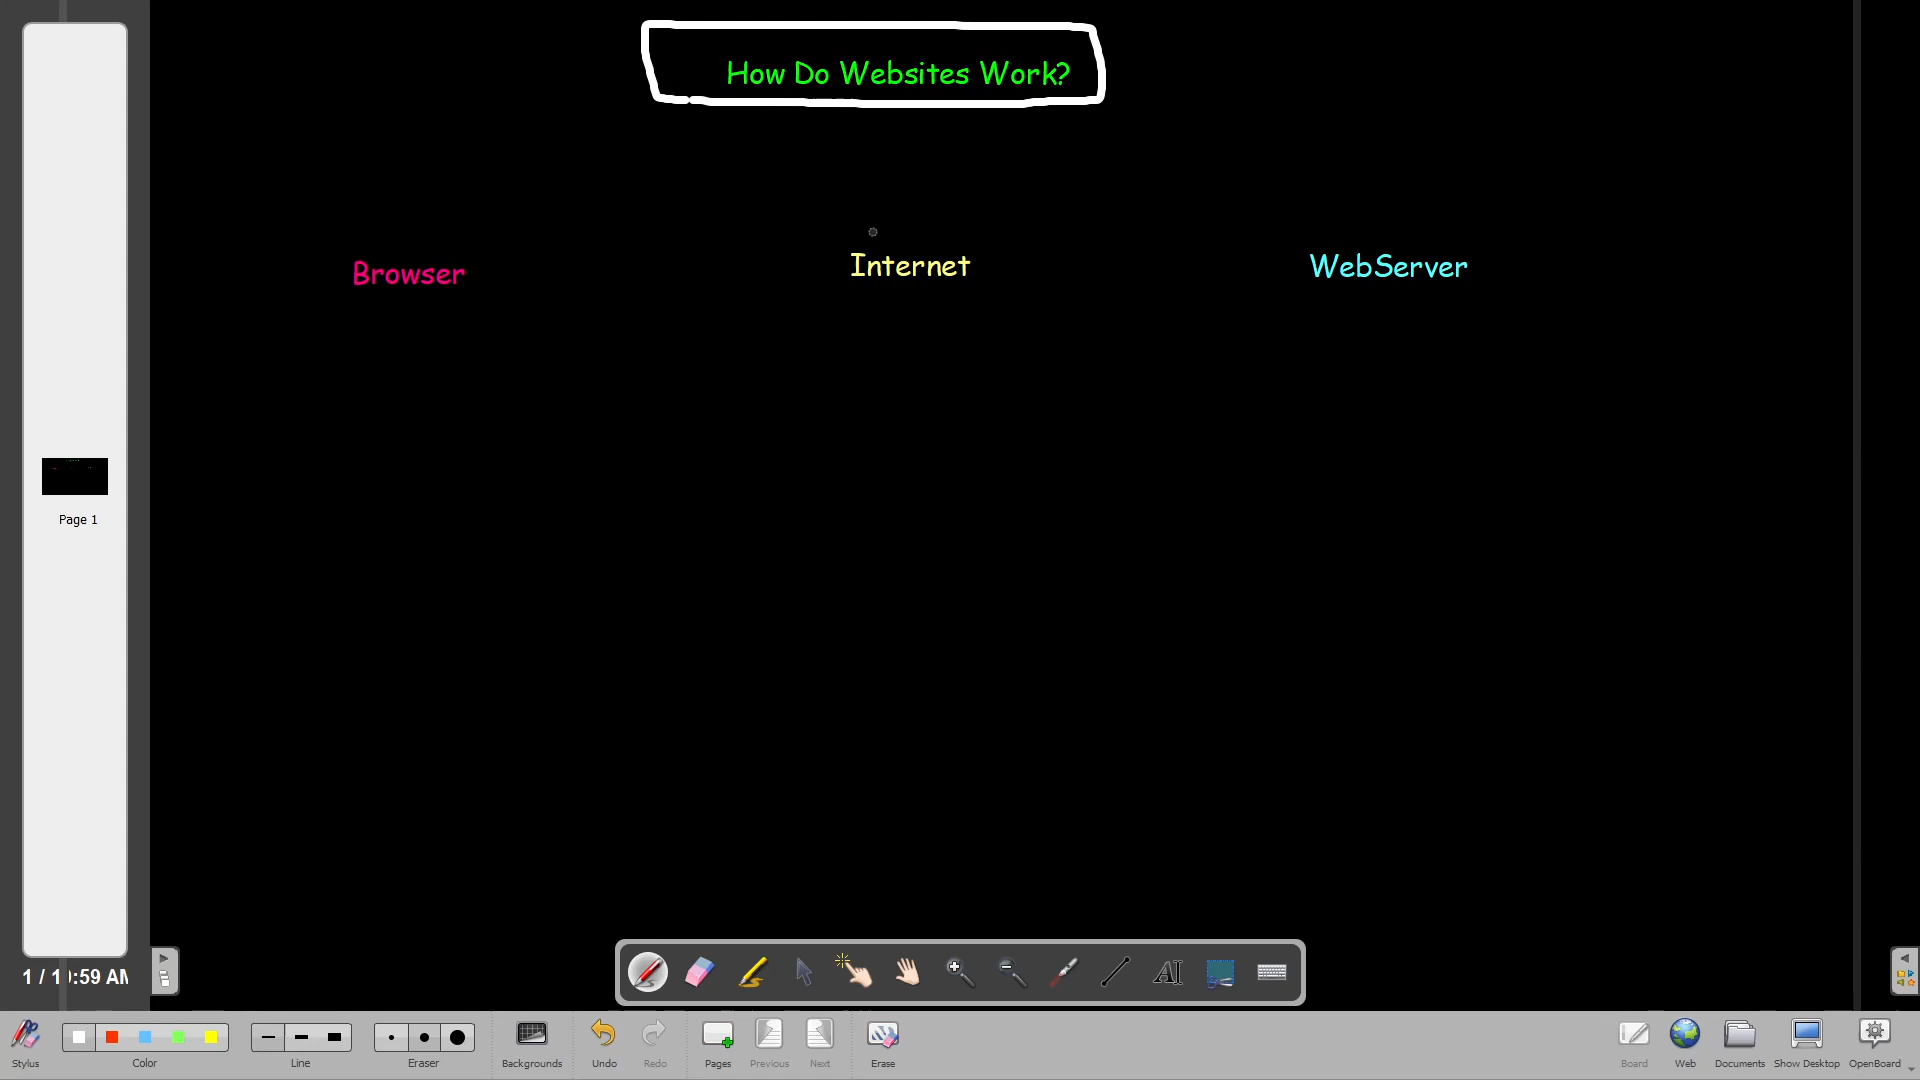 How Do Websites Work?
Browser Internet WebServer
Page 1
Stylus Color Line Eraser Backgrounds Undo Redo Pages Previous Next Erase Board Web Documents Show Desktop OpenBoard